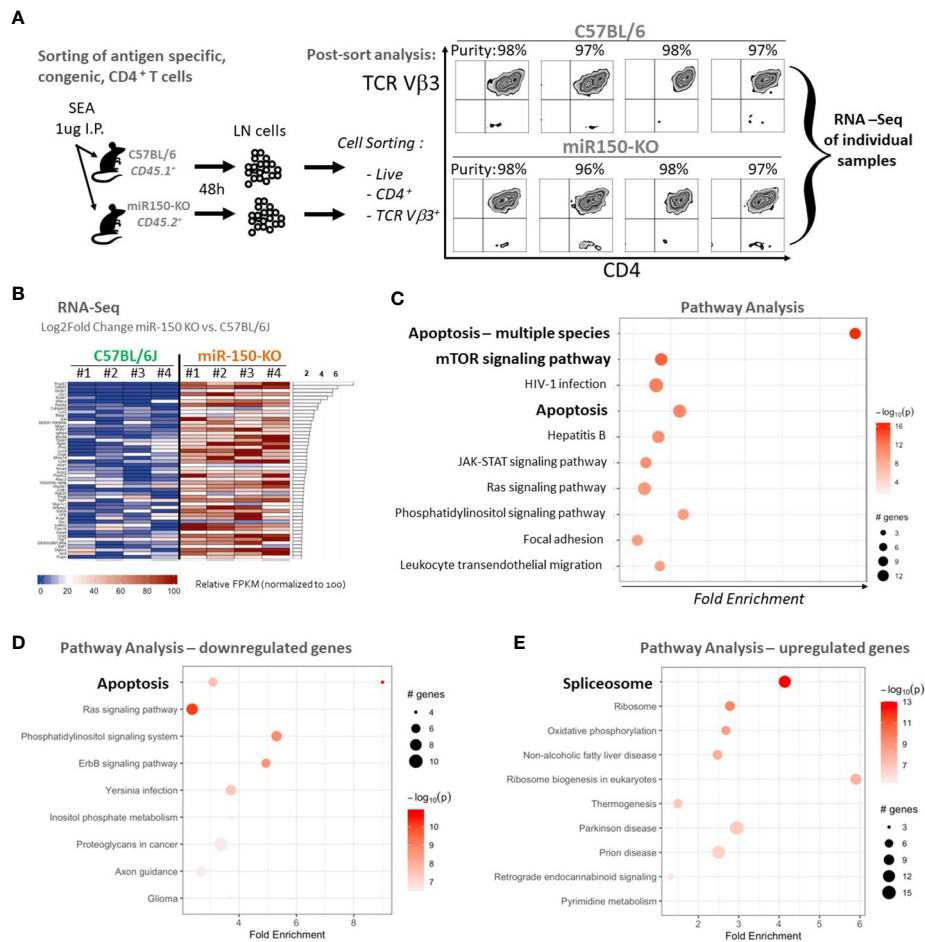 A
Sorting of antigen specific,
congenic, CD4+ T cells
SEA
1ug I.P.
C57BL/6
CD45.1+
miR150-KO
CD45.2+
48h
LN cells
Cell Sorting :
- Live
- CD4+
- TCR Vβ3+
Post-sort analysis:
TCR Vβ3
C57BL/6
Purity: 98% 97% 98% 97%
miR150-KO
Purity: 98% 96% 98% 97%
CD4
RNA –Seq
of individual
samples
B
RNA-Seq
Log2Fold Change miR-150 KO vs. C57BL/6J
C57BL/6J miR-150-KO
#1 #2 #3 #4 #1 #2 #3 #4
2 4 6 8
0 20 40 60 80 100
Relative FPKM (normalized to 100)
C
Pathway Analysis
Apoptosis – multiple species
mTOR signaling pathway
HIV-1 infection
Apoptosis
Hepatitis B
JAK-STAT signaling pathway
Ras signaling pathway
Phosphatidylinositol signaling pathway
Focal adhesion
Leukocyte transendothelial migration
Fold Enrichment
−log10(p)
16
12
8
4
# genes
3
6
9
12
D
Pathway Analysis – downregulated genes
Apoptosis
Ras signaling pathway
Phosphatidylinositol signaling system
ErbB signaling pathway
Yersinia infection
Inositol phosphate metabolism
Proteoglycans in cancer
Axon guidance
Glioma
4 6 8
Fold Enrichment
# genes
4
6
8
10
−log10(p)
10
9
8
7
E
Pathway Analysis – upregulated genes
Spliceosome
Ribosome
Oxidative phosphorylation
Non-alcoholic fatty liver disease
Ribosome biogenesis in eukaryotes
Thermogenesis
Parkinson disease
Prion disease
Retrograde endocannabinoid signaling
Pyrimidine metabolism
2 3 4 5 6
Fold Enrichment
−log10(p)
13
11
9
7
# genes
3
6
9
12
15